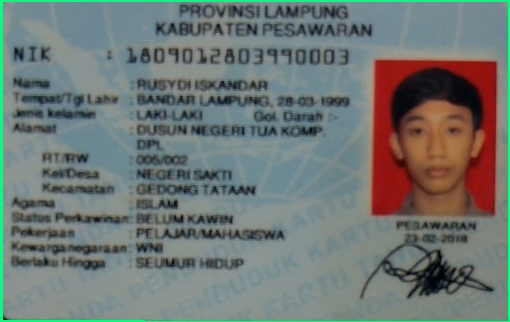 PROVINSI LAMPUNG
KABUPATEN PESAWARAN
NIK : 1809012803990003
Nama : RUSYDI ISKANDAR
Tempat/Tgl Lahir : BANDAR LAMPUNG, 28-03-1999
Jenis kelamin : LAKI-LAKI Gol. Darah :-
Alamat : DUSUN NEGERI TUA KOMP.
DPL
RT/RW : 005/002
Kel/Desa : NEGERI SAKTI
Kecamatan : GEDONG TATAAN
Agama : ISLAM
Status Perkawinan: BELUM KAWIN
Pekerjaan : PELAJAR/MAHASISWA
Kewarganegaraan: WNI
Berlaku Hingga : SEUMUR HIDUP
PESAWARAN
23-02-2018